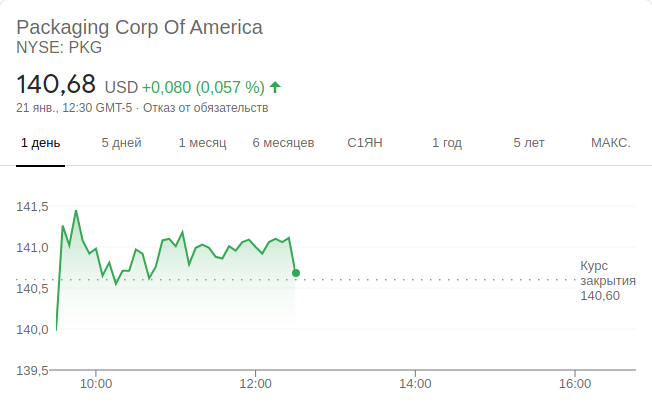 Packaging Corp Of America
NYSE: PKG
140,68 USD +0,080 (0,057 %)
21 янв., 12:30 GMT-5 · Отказ от обязательств
1 день 5 дней 1 месяц 6 месяцев С1ЯН 1 год 5 лет МАКС.
141,5
141,0
140,5
140,0
139,5
Курс
закрытия
140,60
10:00 12:00 14:00 16:00